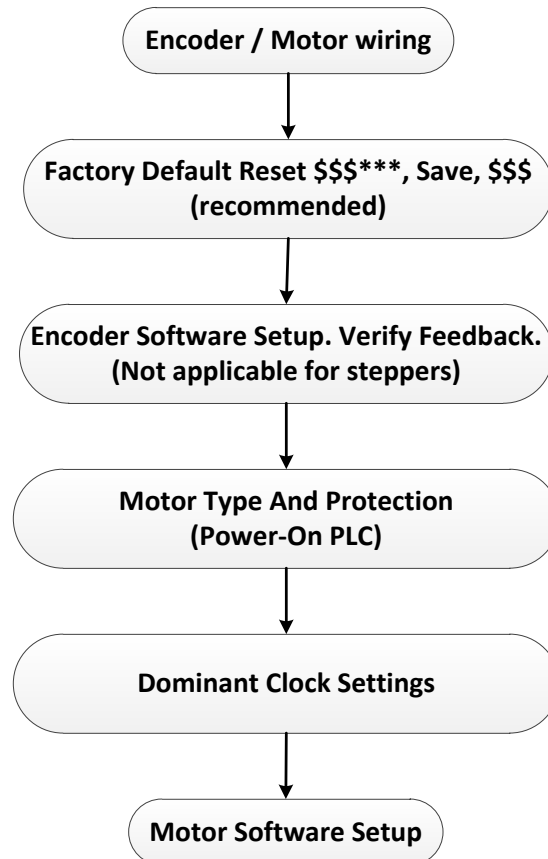 Encoder / Motor wiring
Factory Default Reset $$$***, Save, $$$
(recommended)
Encoder Software Setup. Verify Feedback.
(Not applicable for steppers)
Motor Type And Protection
(Power-On PLC)
Dominant Clock Settings
Motor Software Setup